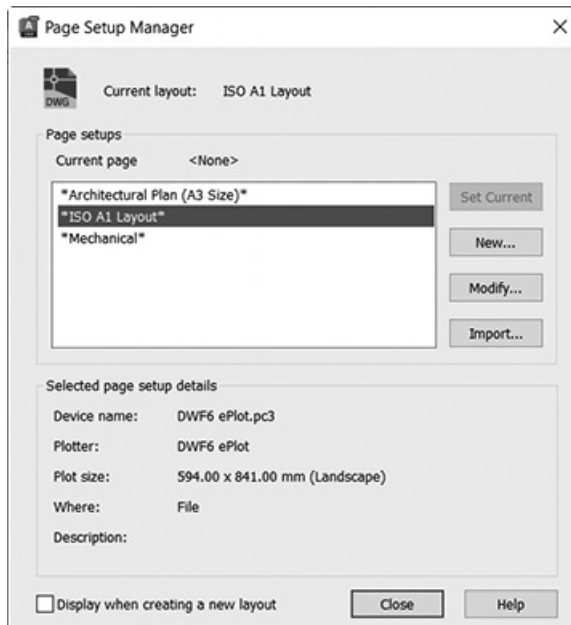 Page Setup Manager
DWG
Current layout: ISO A1 Layout
Page setups
Current page <None>
*Architectural Plan (A3 Size)*
*ISO A1 Layout*
*Mechanical*
Set Current
New...
Modify...
Import...
Selected page setup details
Device name: DWF6 ePlot.pc3
Plotter: DWF6 ePlot
Plot size: 594.00 x 841.00 mm (Landscape)
Where: File
Description:
Display when creating a new layout
Close
Help